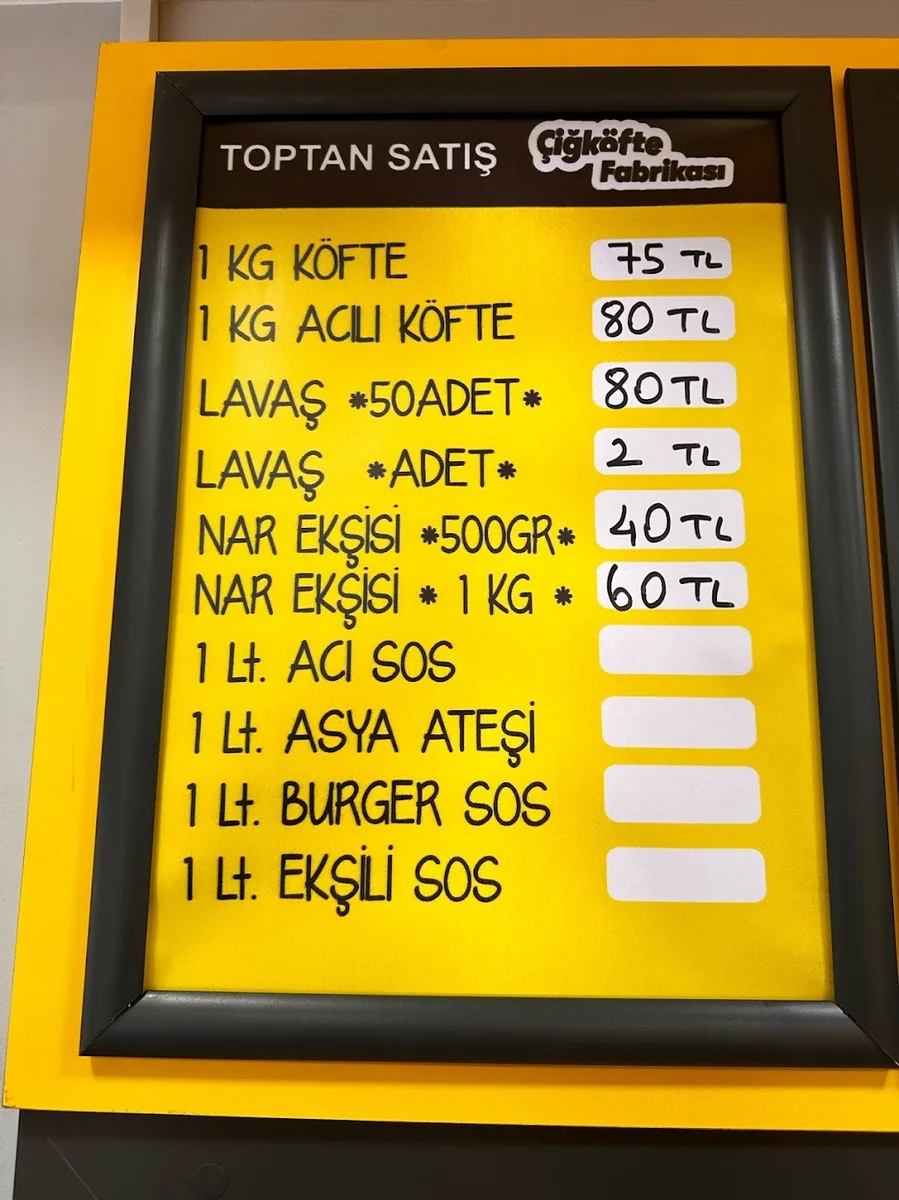 TOPTAN SATIŞ
Çiğköfte
Fabrikası
1 KG KÖFTE 75 TL
1 KG ACILI KÖFTE 80 TL
LAVAŞ *50ADET* 80 TL
LAVAŞ *ADET* 2 TL
NAR EKŞİSİ *500GR* 40 TL
NAR EKŞİSİ * 1 KG * 60 TL
1 Lt. ACI SOS
1 Lt. ASYA ATEŞİ
1 Lt. BURGER SOS
1 Lt. EKŞİLİ SOS